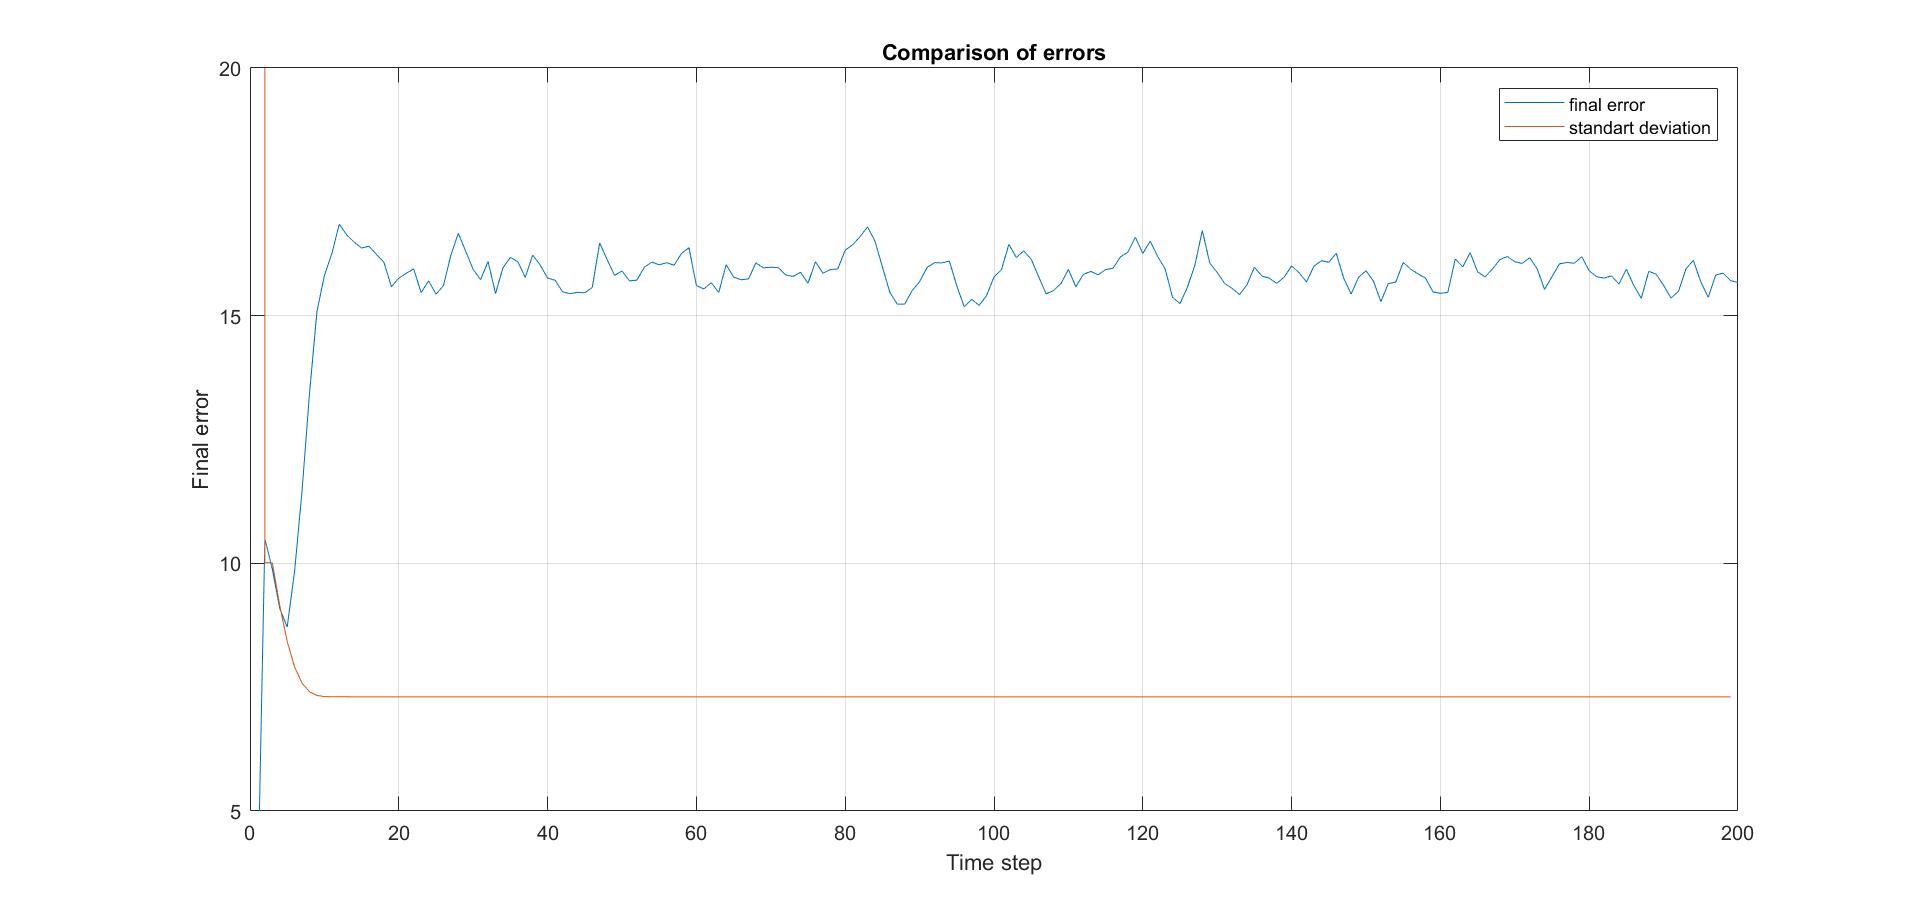 Comparison of errors
final error
standart deviation
20
15
10
5
Final error
0 20 40 60 80 100 120 140 160 180 200
Time step